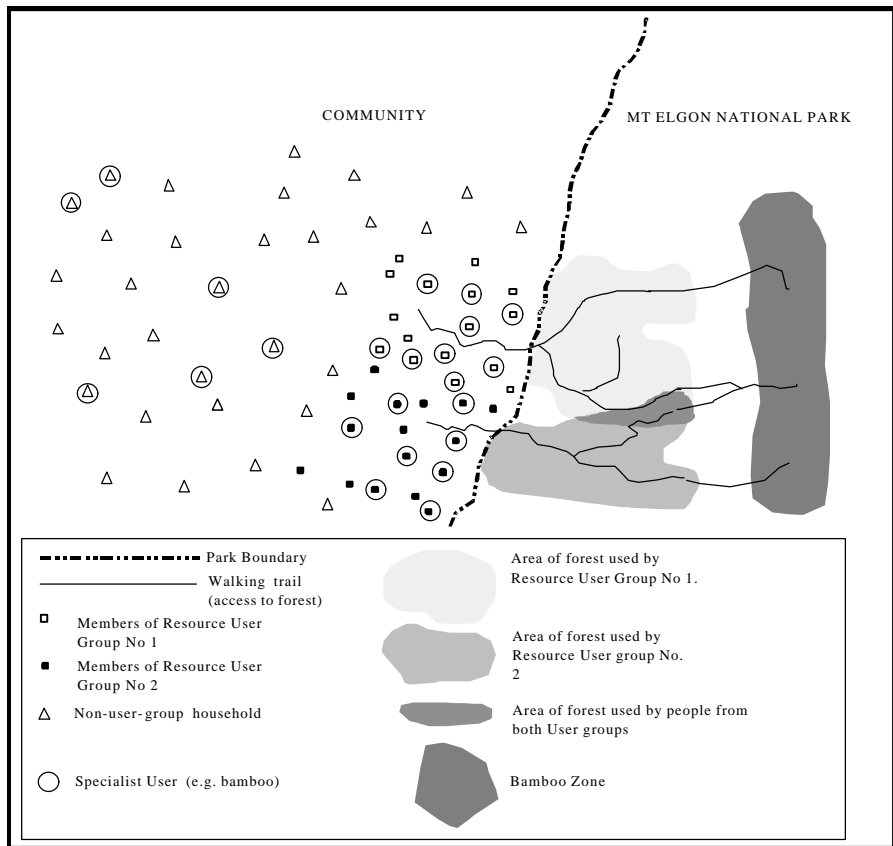 COMMUNITY
MT ELGON NATIONAL PARK
Park Boundary
Walking trail
(access to forest)
Members of Resource User
Group No 1
Members of Resource User
Group No 2
Non-user-group household
Specialist User (e.g. bamboo)
Area of forest used by
Resource User Group No 1.
Area of forest used by
Resource User group No.
2
Area of forest used by people from
both User groups
Bamboo Zone